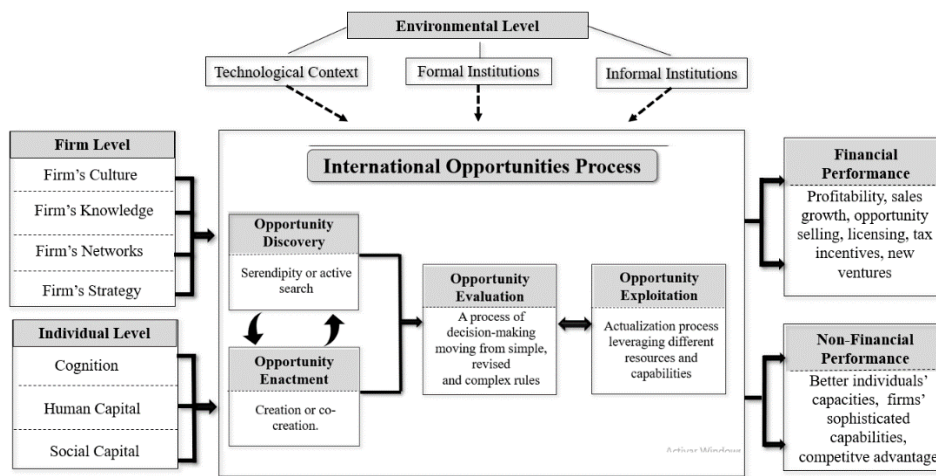 Environmental Level
Technological Context
Formal Institutions
Informal Institutions
Firm Level
Firm's Culture
Firm's Knowledge
Firm's Networks
Firm's Strategy
Individual Level
Cognition
Human Capital
Social Capital
International Opportunities Process
Opportunity
Discovery
Serendipity or active
search
Opportunity
Enactment
Creation or co-
creation.
Opportunity
Evaluation
A process of
decision-making
moving from simple,
revised
and complex rules
Opportunity
Exploitation
Actualization process
leveraging different
resources and
capabilities
Financial
Performance
Profitability, sales
growth, opportunity
selling, licensing, tax
incentives, new
ventures
Non-Financial
Performance
Better individuals'
capacities, firms'
sophisticated
capabilities,
competitve advantage
Activar Windows